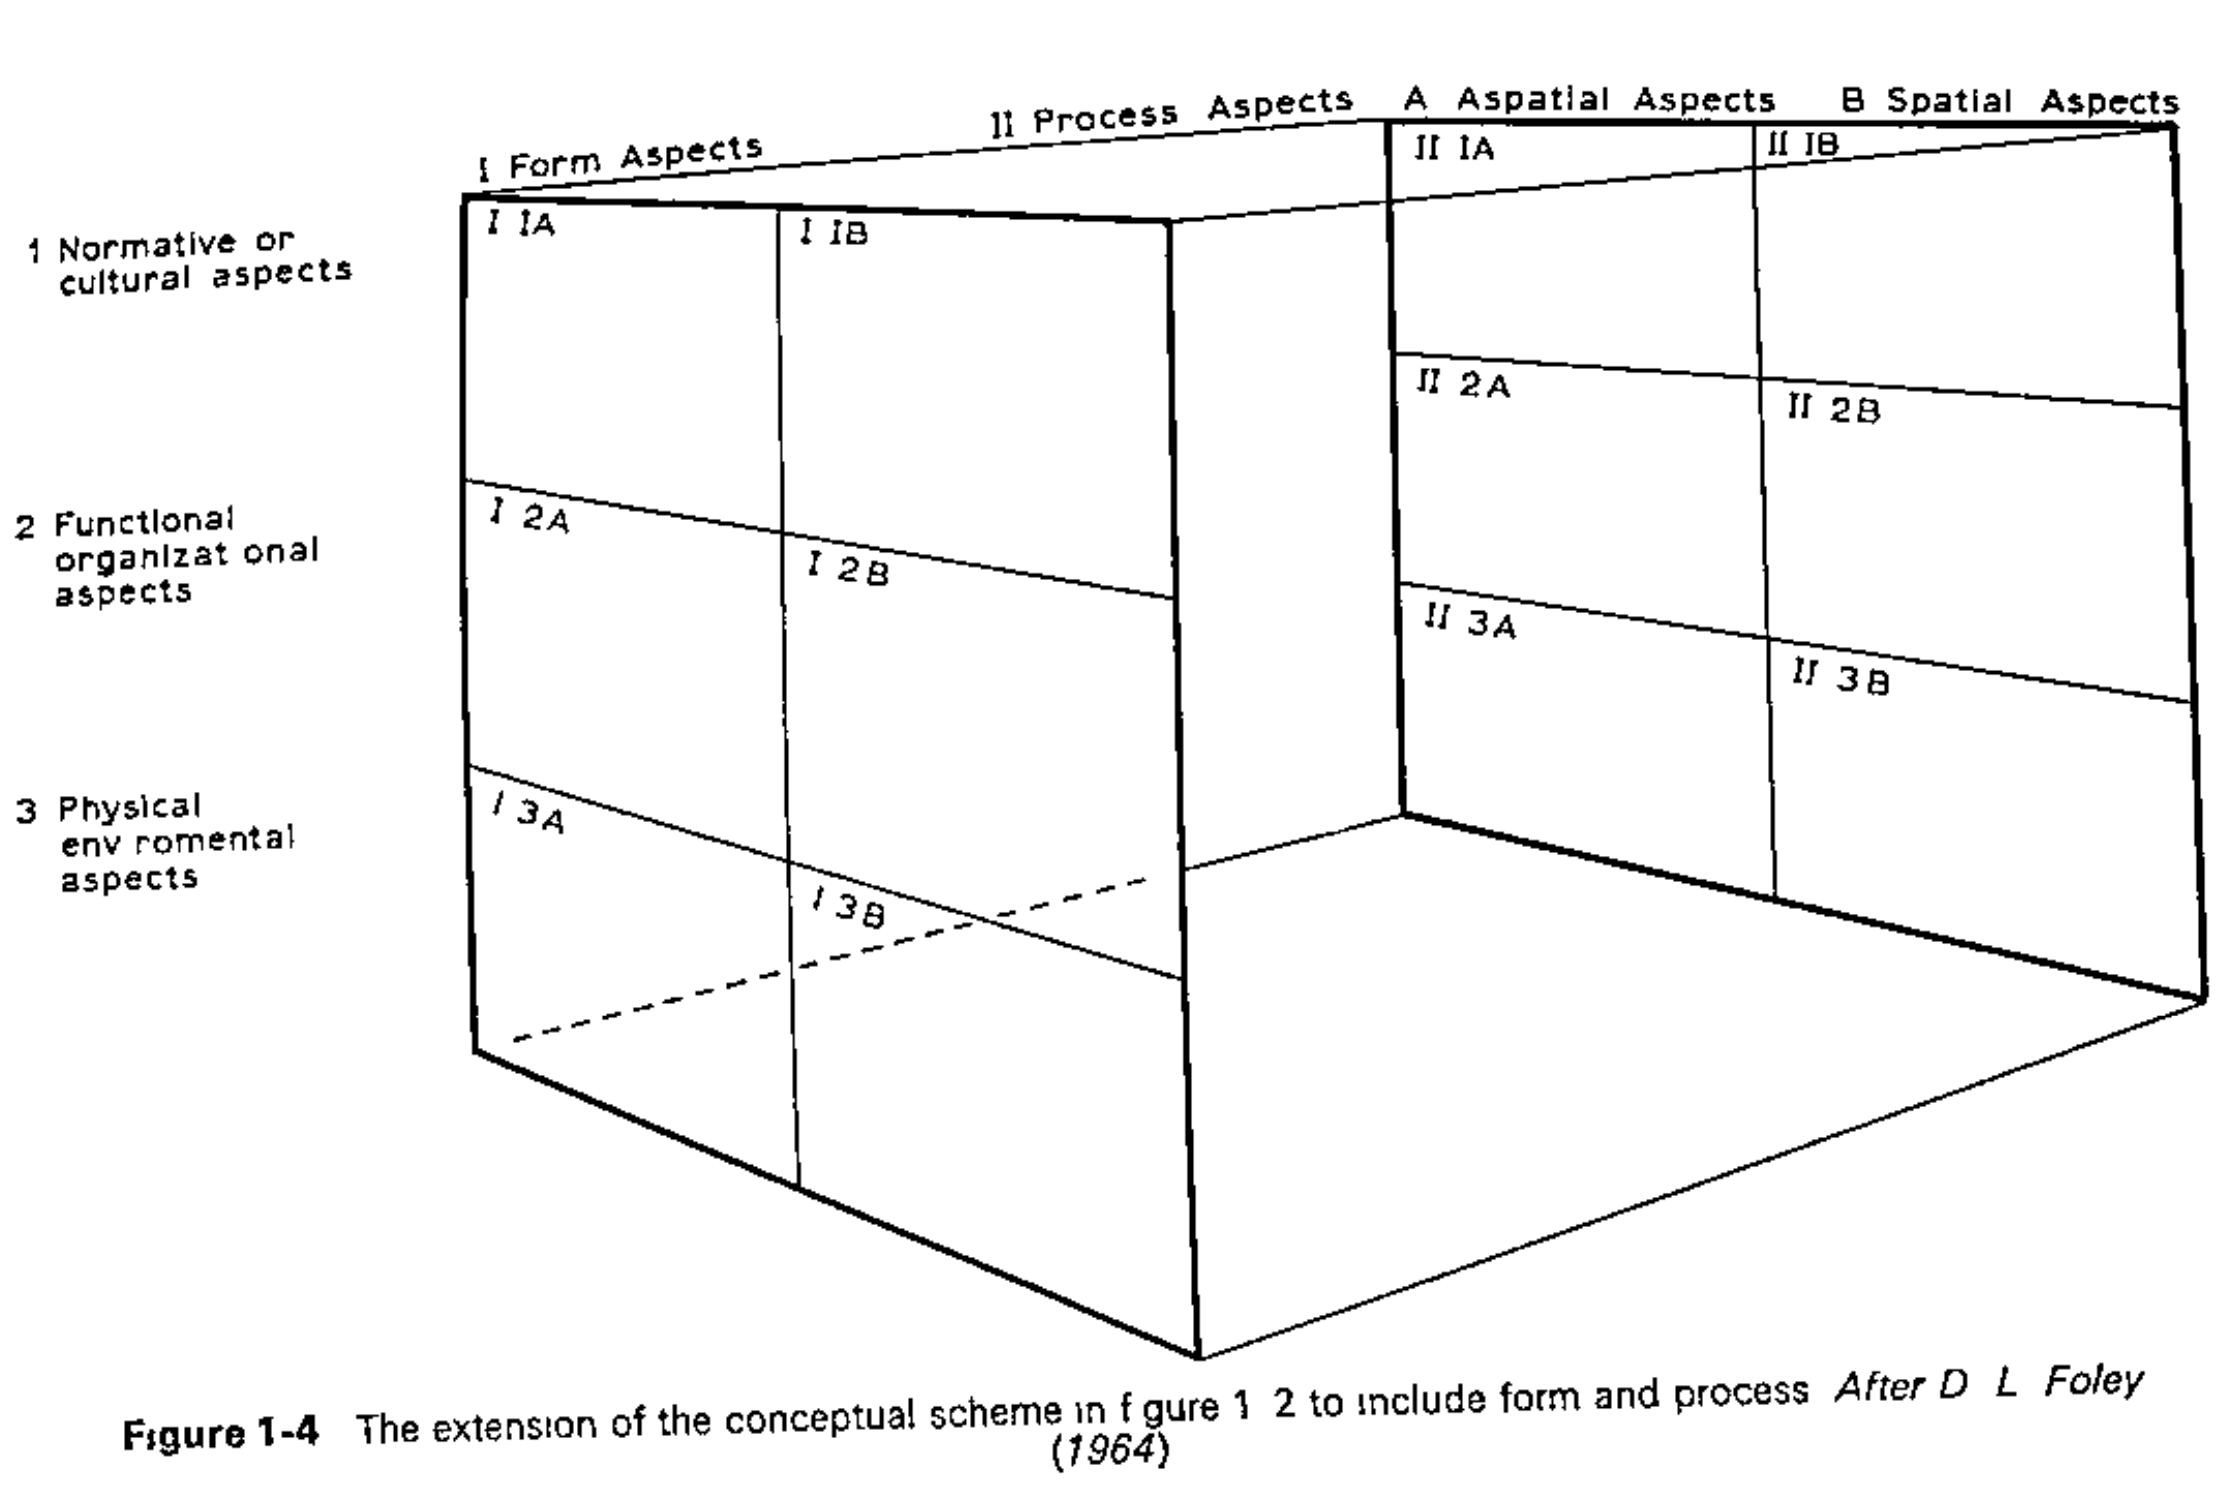 I Form Aspects
II Process Aspects
A Aspatial Aspects
B Spatial Aspects
1 Normative or
cultural aspects
2 Functional
organizat onal
aspects
3 Physical
env romental
aspects
I IA
I IB
I 2A
I 2B
I 3A
I 3B
II IA
II IB
II 2A
II 2B
II 3A
II 3B
Figure 1-4 The extension of the conceptual scheme in f gure 1 2 to include form and process After D L Foley
(1964)